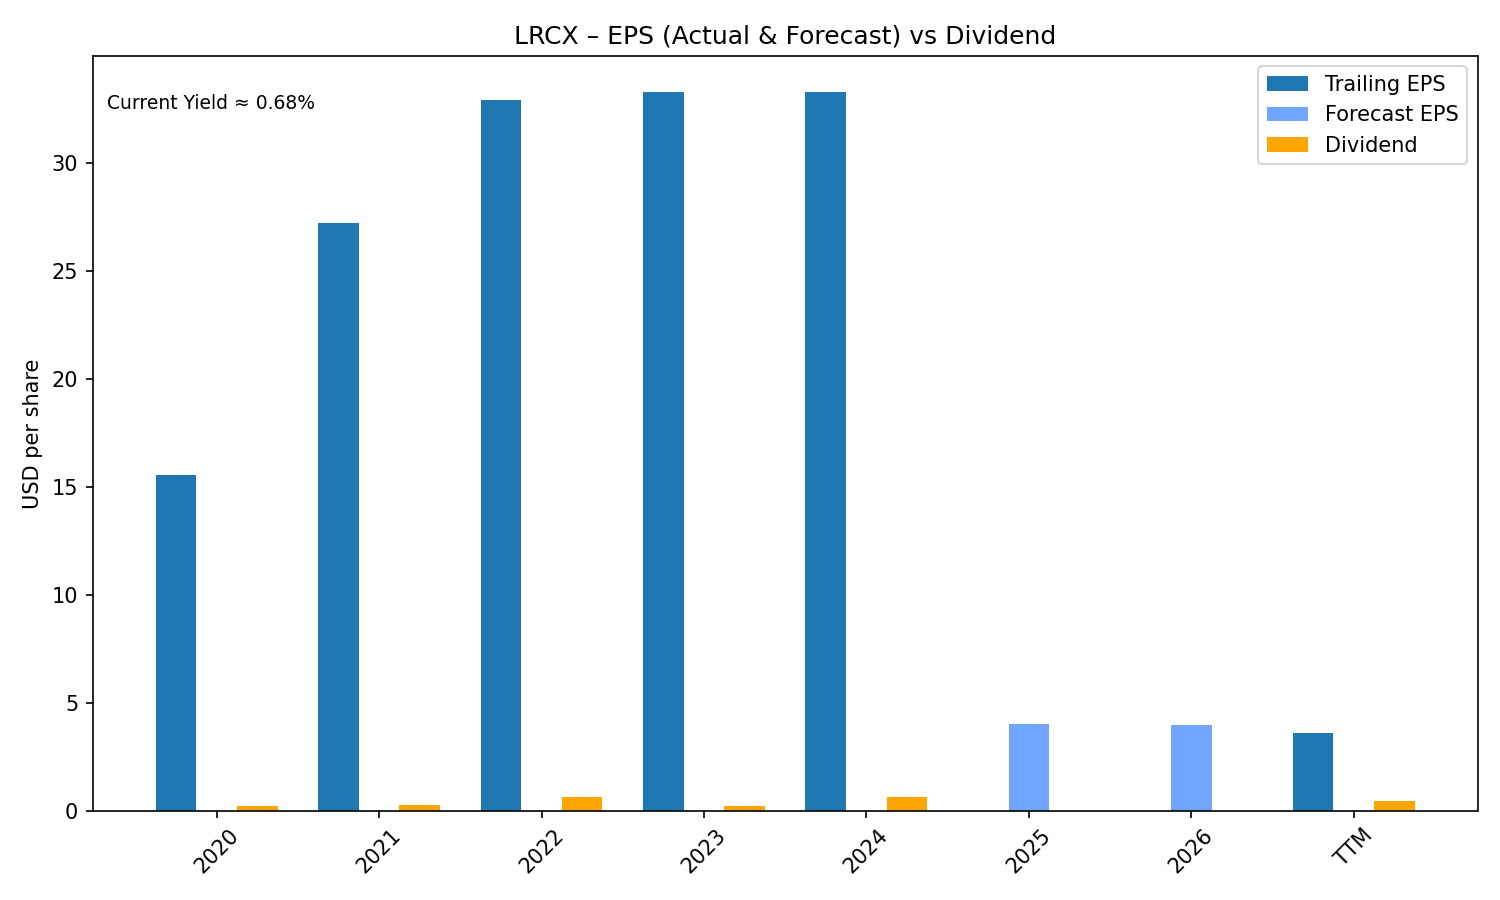 LRCX – EPS (Actual & Forecast) vs Dividend
Current Yield ≈ 0.68%
Trailing EPS
Forecast EPS
Dividend
USD per share
30
25
20
15
10
5
0
2020
2021
2022
2023
2024
2025
2026
TTM